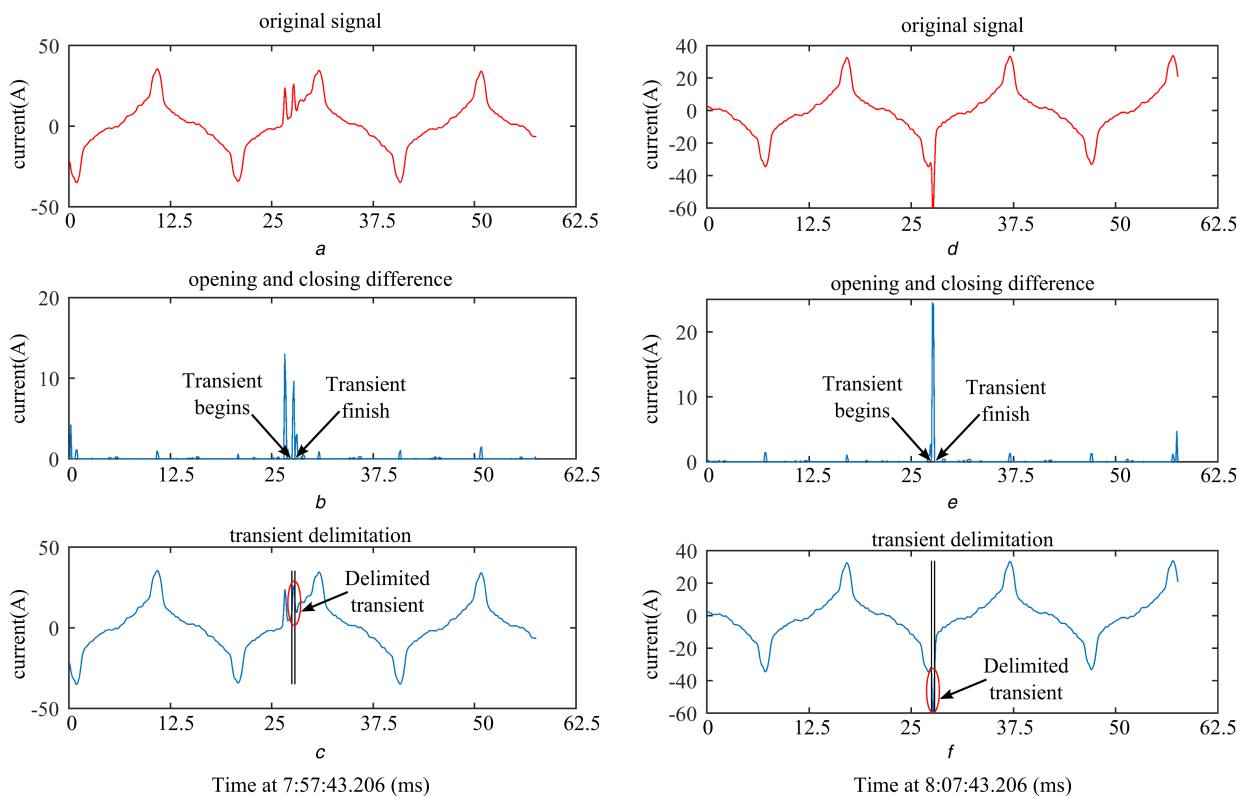 original signal
current(A)
50
0
-50
0 12.5 25 37.5 50 62.5
a
opening and closing difference
current(A)
20
10
0
Transient
begins
Transient
finish
0 12.5 25 37.5 50 62.5
b
transient delimitation
current(A)
50
0
-50
Delimited
transient
0 12.5 25 37.5 50 62.5
c
Time at 7:57:43.206 (ms)
original signal
current(A)
40
20
0
-20
-40
-60
0 12.5 25 37.5 50 62.5
d
opening and closing difference
current(A)
20
10
0
Transient
begins
Transient
finish
0 12.5 25 37.5 50 62.5
e
transient delimitation
current(A)
40
20
0
-20
-40
-60
Delimited
transient
0 12.5 25 37.5 50 62.5
f
Time at 8:07:43.206 (ms)